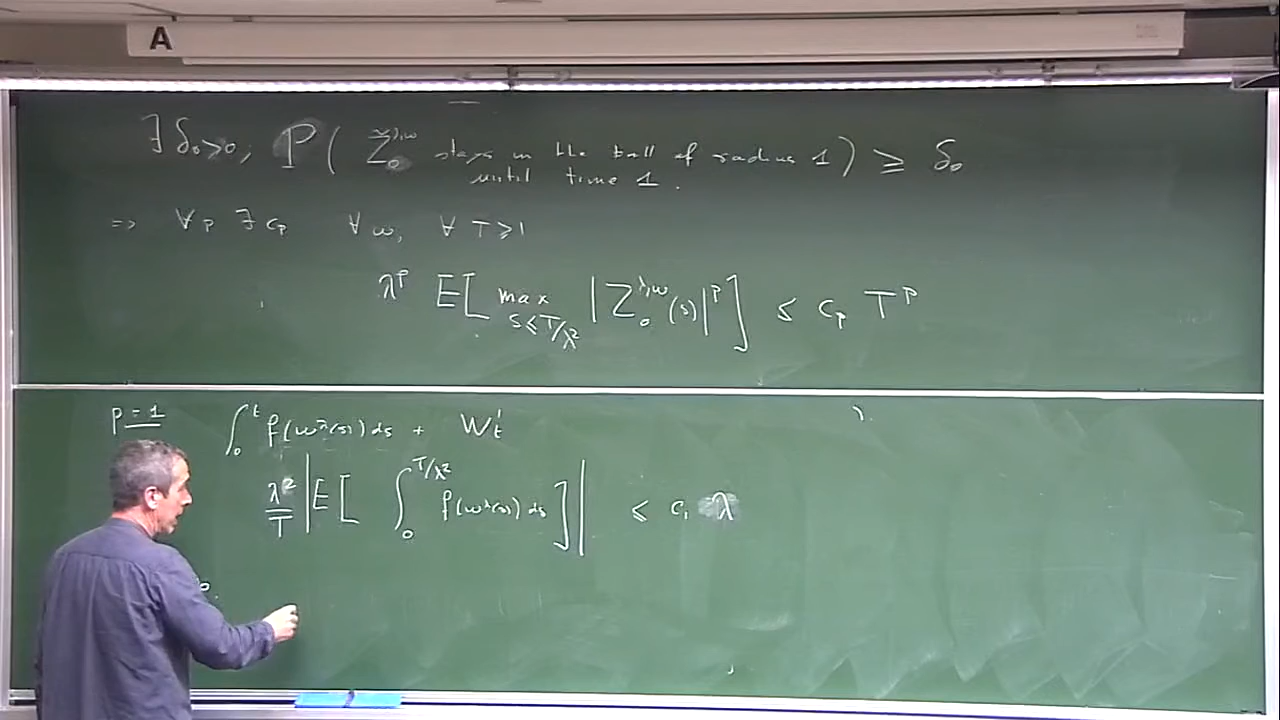 A
∃ δ₀>0, P( Ž₀^{λ,ω} stays in the ball of radius 1 ) ≥ δ₀
until time 1.
⇒ ∀ p ∃ c_p ∀ ω, ∀ T ≥ 1
λ^p E[ max_{s ≤ T/λ²} | Z₀^{λ,ω}(s)|^p ] ≤ c_p T^p
p = 1 ∫₀^t f(ω^λ(s)) ds + W_t^1
λ²/T | E[ ∫₀^{T/λ²} f(ω^λ(s)) ds ] | ≤ c₁ λ